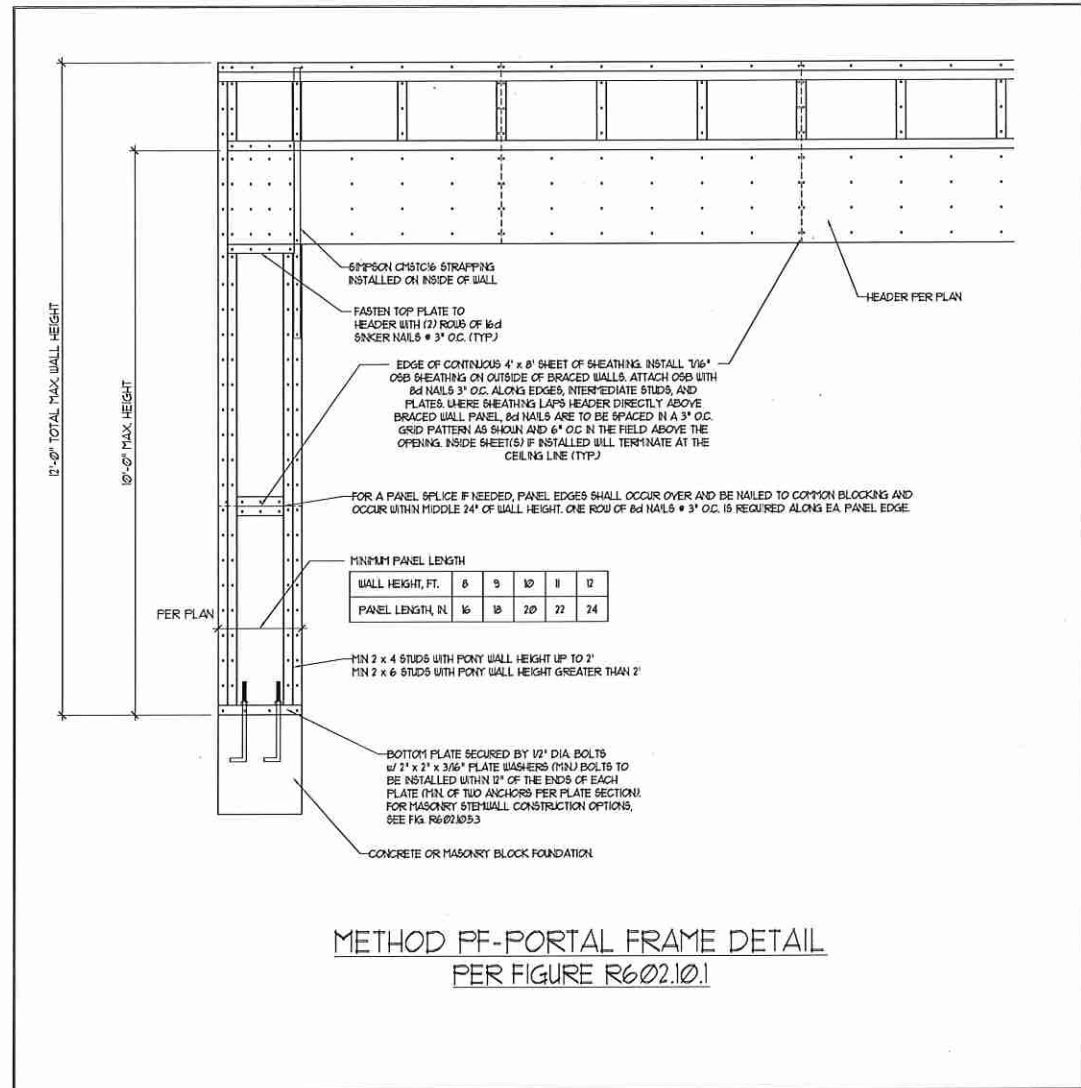 12'-0" TOTAL MAX. WALL HEIGHT
10'-0" MAX. HEIGHT
SIMPSON CMSTC16 STRAPPING
INSTALLED ON INSIDE OF WALL
HEADER PER PLAN
FASTEN TOP PLATE TO
HEADER WITH (2) ROWS OF 16d
SINKER NAILS @ 3" O.C. (TYP.)
EDGE OF CONTINUOUS 4' x 8' SHEET OF SHEATHING. INSTALL 7/16"
OSB SHEATHING ON OUTSIDE OF BRACED WALLS. ATTACH OSB WITH
8d NAILS 3" O.C. ALONG EDGES, INTERMEDIATE STUDS, AND
PLATES. WHERE SHEATHING LAPS HEADER DIRECTLY ABOVE
BRACED WALL PANEL, 8d NAILS ARE TO BE SPACED IN A 3" O.C.
GRID PATTERN AS SHOWN AND 6" O.C. IN THE FIELD ABOVE THE
OPENING. INSIDE SHEET(S) IF INSTALLED WILL TERMINATE AT THE
CEILING LINE (TYP.)
FOR A PANEL SPLICE IF NEEDED, PANEL EDGES SHALL OCCUR OVER AND BE NAILED TO COMMON BLOCKING AND
OCCUR WITHIN MIDDLE 24" OF WALL HEIGHT. ONE ROW OF 8d NAILS @ 3" O.C. IS REQUIRED ALONG EA. PANEL EDGE.
MINIMUM PANEL LENGTH
WALL HEIGHT, FT. 8 9 10 11 12
PANEL LENGTH, IN. 16 18 20 22 24
PER PLAN
MIN 2 x 4 STUDS WITH PONY WALL HEIGHT UP TO 2'
MIN 2 x 6 STUDS WITH PONY WALL HEIGHT GREATER THAN 2'
BOTTOM PLATE SECURED BY 1/2" DIA. BOLTS
w/ 2" x 2" x 3/16" PLATE WASHERS (MIN.) BOLTS TO
BE INSTALLED WITHIN 12" OF THE ENDS OF EACH
PLATE (MIN. OF TWO ANCHORS PER PLATE SECTION).
FOR MASONRY STEMWALL CONSTRUCTION OPTIONS,
SEE FIG. R602.10.5.3
CONCRETE OR MASONRY BLOCK FOUNDATION.
METHOD PF-PORTAL FRAME DETAIL
PER FIGURE R602.10.1